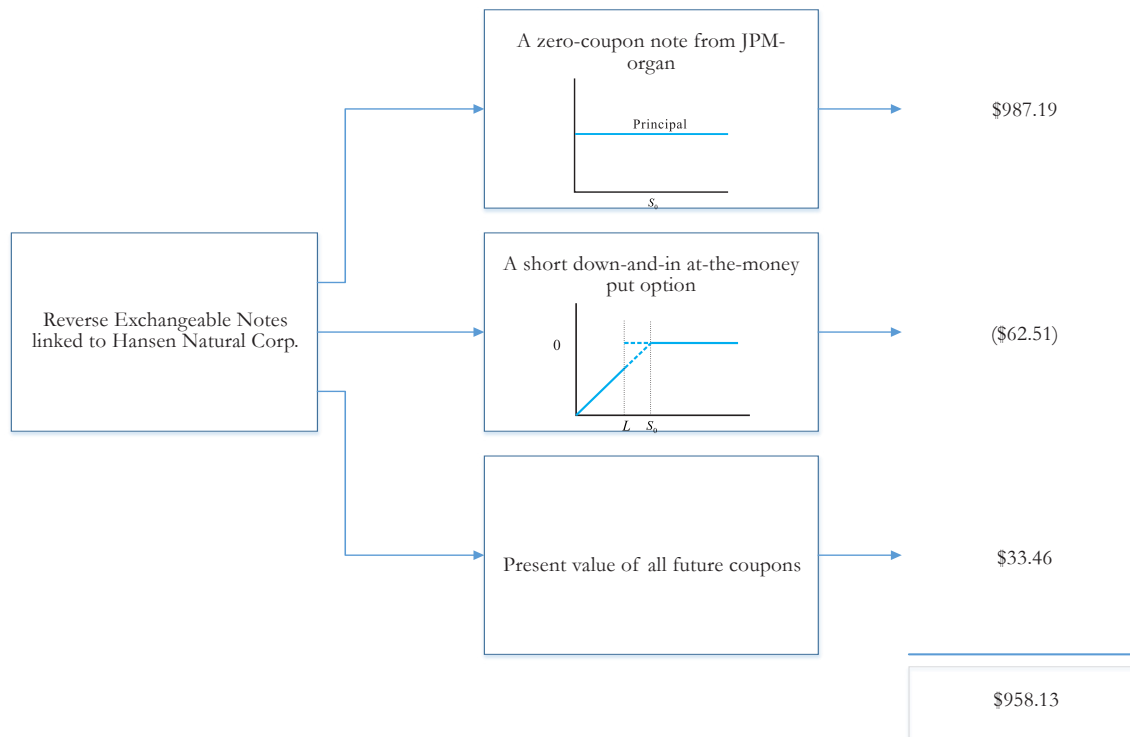 A zero-coupon note from JPM-
organ
Principal
S₀
$987.19
Reverse Exchangeable Notes
linked to Hansen Natural Corp.
A short down-and-in at-the-money
put option
0
L S₀
($62.51)
Present value of all future coupons
$33.46
$958.13